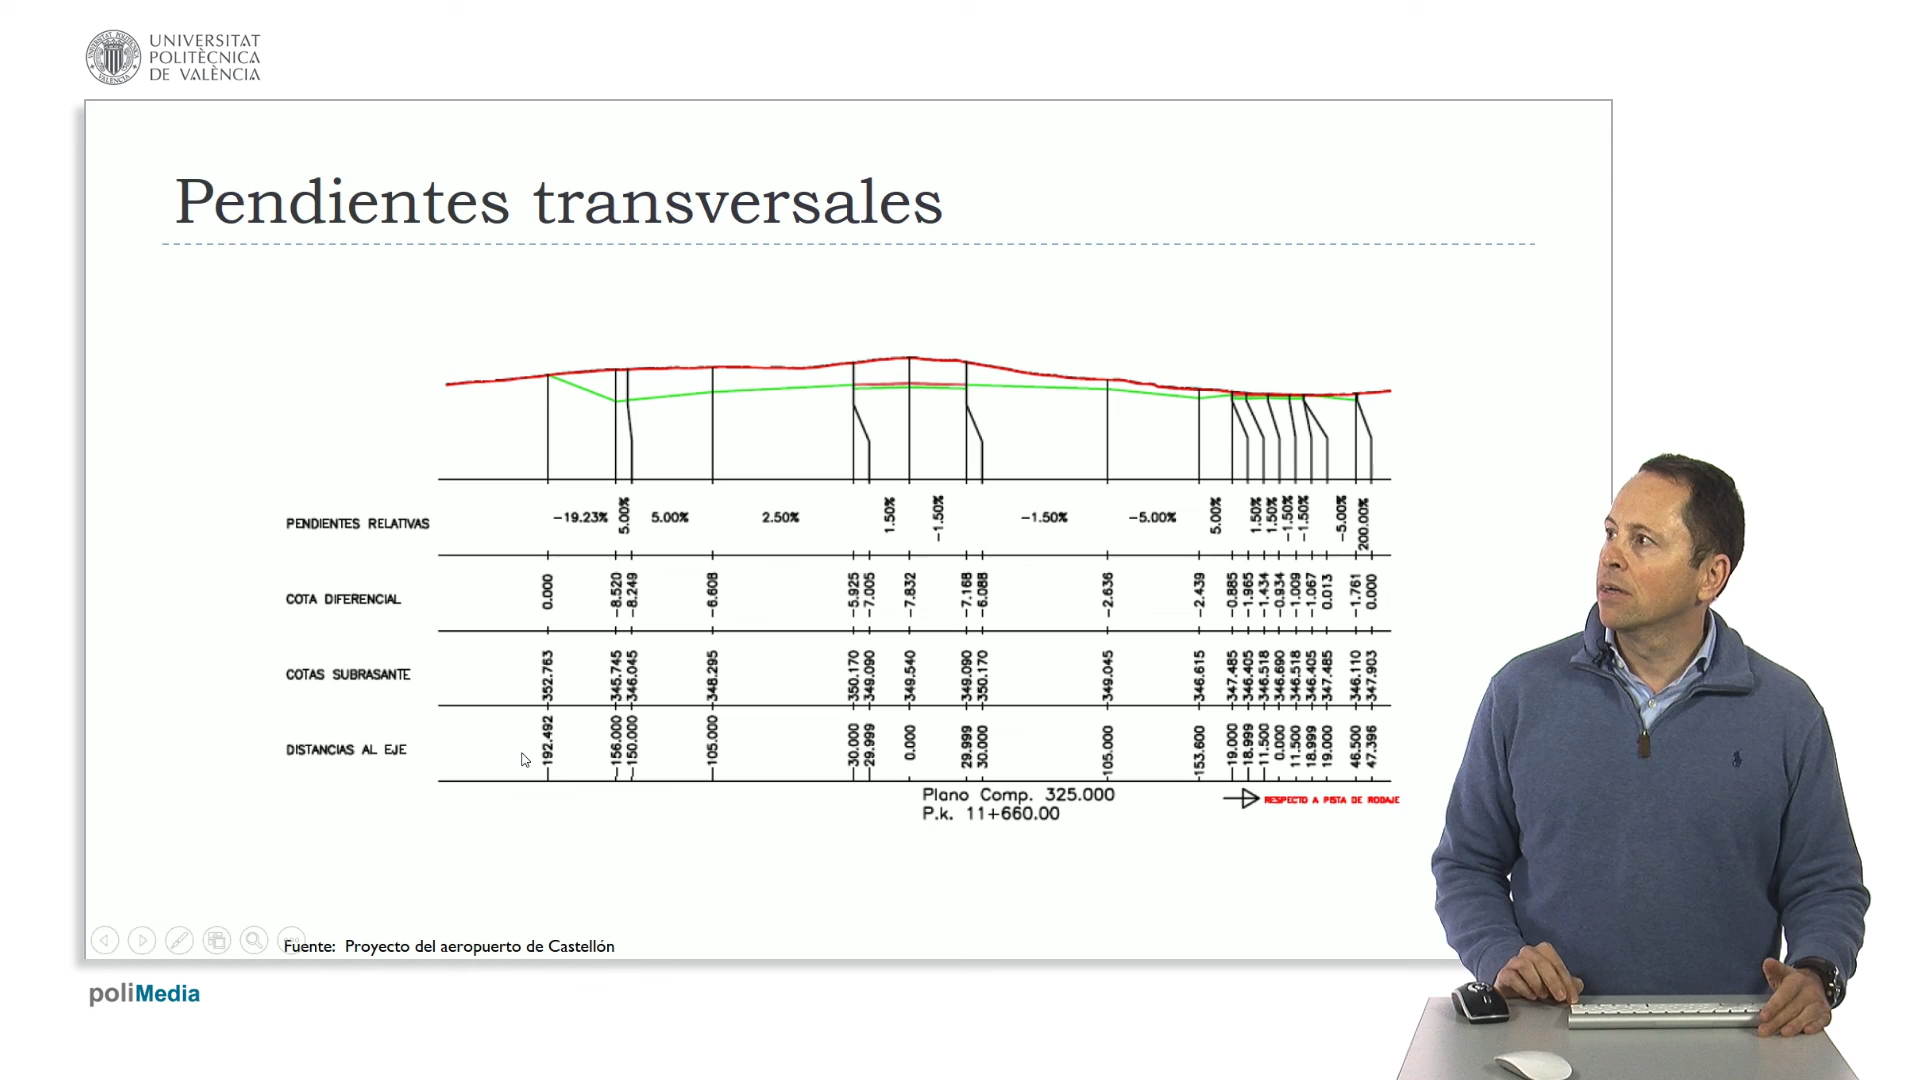 UNIVERSITAT
POLITÈCNICA
DE VALÈNCIA
Pendientes transversales
PENDIENTES RELATIVAS
-19.23% 5.00% 5.00% 2.50% 1.50% -1.50% -1.50% -5.00% 5.00% 1.50% 1.50% -1.50% -1.50% -5.00% 200.00%
COTA DIFERENCIAL
0.000 -8.520 -8.249 -6.608 -5.925 -7.005 -7.832 -7.168 -6.088 -2.636 -2.439 -0.885 -1.965 -1.434 -0.934 -1.009 -1.067 0.013 -1.761 0.000
COTAS SUBRASANTE
352.763 345.745 346.045 348.295 350.170 349.090 349.540 349.090 350.170 349.045 346.615 347.485 346.405 346.518 346.690 346.518 346.405 347.485 346.110 347.903
DISTANCIAS AL EJE
-192.492 -156.000 -150.000 -105.000 -30.000 -29.999 0.000 29.999 30.000 105.000 153.600 -19.000 -18.999 -11.500 0.000 11.500 18.999 19.000 46.500 47.396
Plano Comp. 325.000
P.k. 11+660.00
RESPECTO A PISTA DE RODAJE
Fuente: Proyecto del aeropuerto de Castellón
poliMedia